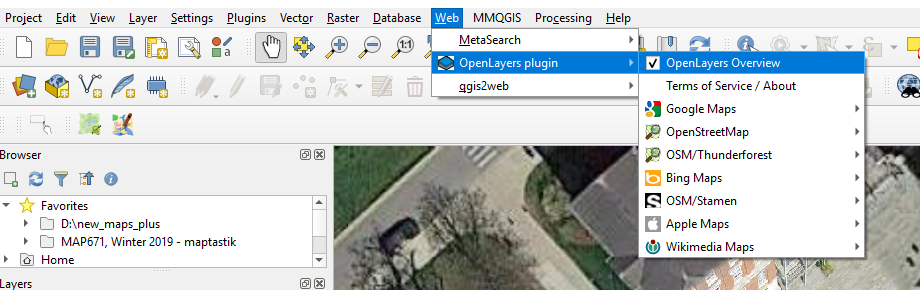 Project Edit View Layer Settings Plugins Vector Raster Database Web MMQGIS Processing Help
MetaSearch
OpenLayers plugin
qgis2web
OpenLayers Overview
Terms of Service / About
Google Maps
OpenStreetMap
OSM/Thunderforest
Bing Maps
OSM/Stamen
Apple Maps
Wikimedia Maps
1:1
Browser
Favorites
D:\new_maps_plus
MAP671, Winter 2019 - maptastik
Home
Layers